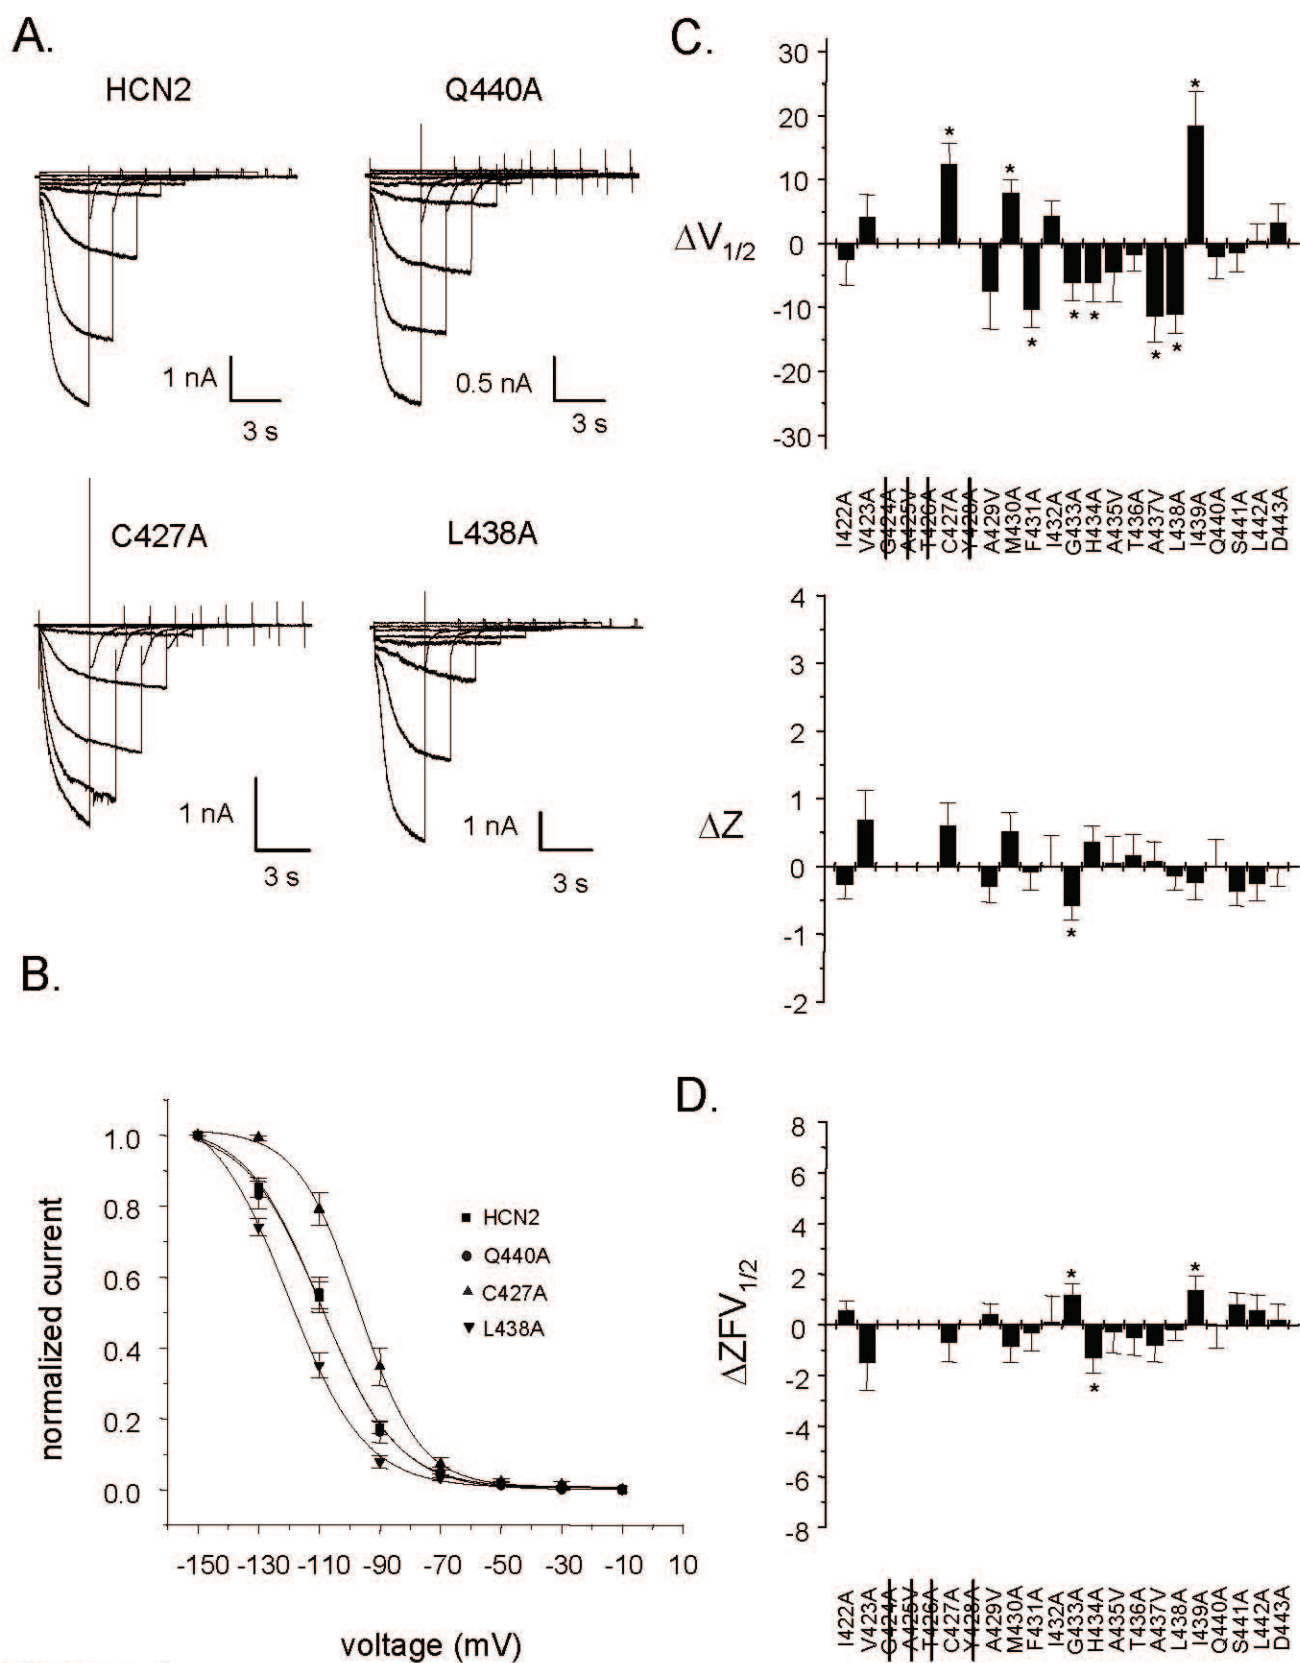 A.
HCN2
Q440A
1 nA
3 s
0.5 nA
3 s
C427A
L438A
1 nA
3 s
1 nA
3 s
B.
normalized current
1.0
0.8
0.6
0.4
0.2
0.0
HCN2
Q440A
C427A
L438A
-150 -130 -110 -90 -70 -50 -30 -10 10
voltage (mV)
C.
ΔV1/2
30
20
10
0
-10
-20
-30
* * * * * * * * *
I422A V423A G424A A425V T426A C427A Y428A A429V M430A F431A I432A G433A H434A A435V T436A A437V L438A I439A Q440A S441A L442A D443A
ΔZ
4
3
2
1
0
-1
-2
*
D.
ΔZFV1/2
8
6
4
2
0
-2
-4
-6
-8
* * *
I422A V423A G424A A425V T426A C427A Y428A A429V M430A F431A I432A G433A H434A A435V T436A A437V L438A I439A Q440A S441A L442A D443A